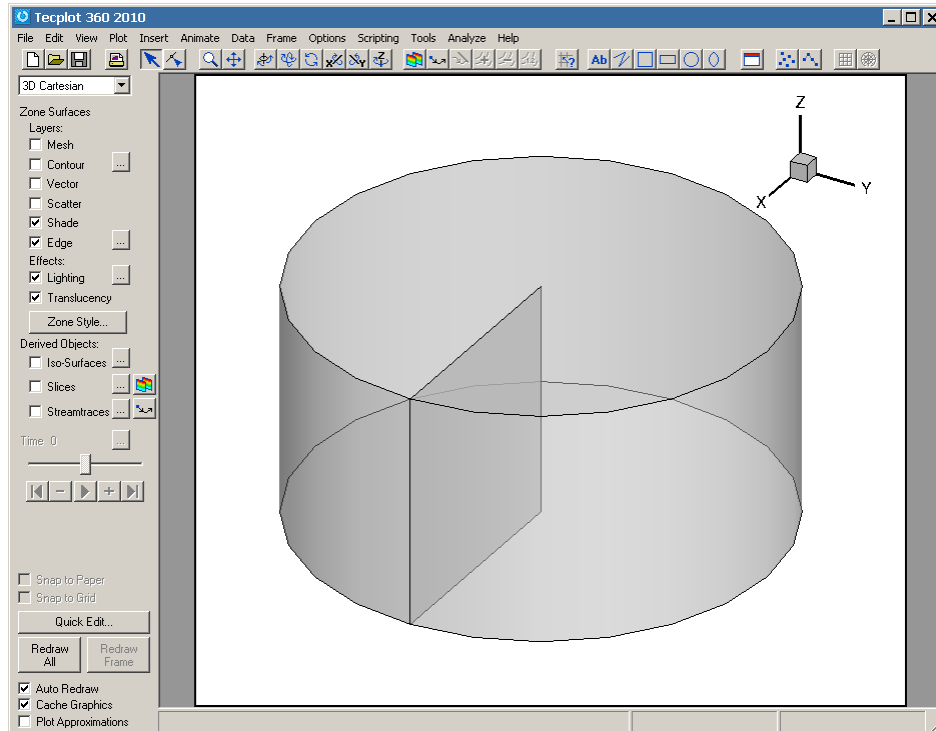 Tecplot 360 2010
File Edit View Plot Insert Animate Data Frame Options Scripting Tools Analyze Help
Ab
3D Cartesian
Zone Surfaces
Layers:
Mesh
Contour ...
Vector
Scatter
Shade
Edge ...
Effects:
Lighting ...
Translucency
Zone Style...
Derived Objects:
Iso-Surfaces ...
Slices ...
Streamtraces ...
Time 0 ...
Snap to Paper
Snap to Grid
Quick Edit...
Redraw All
Redraw Frame
Auto Redraw
Cache Graphics
Plot Approximations
Z
X
Y